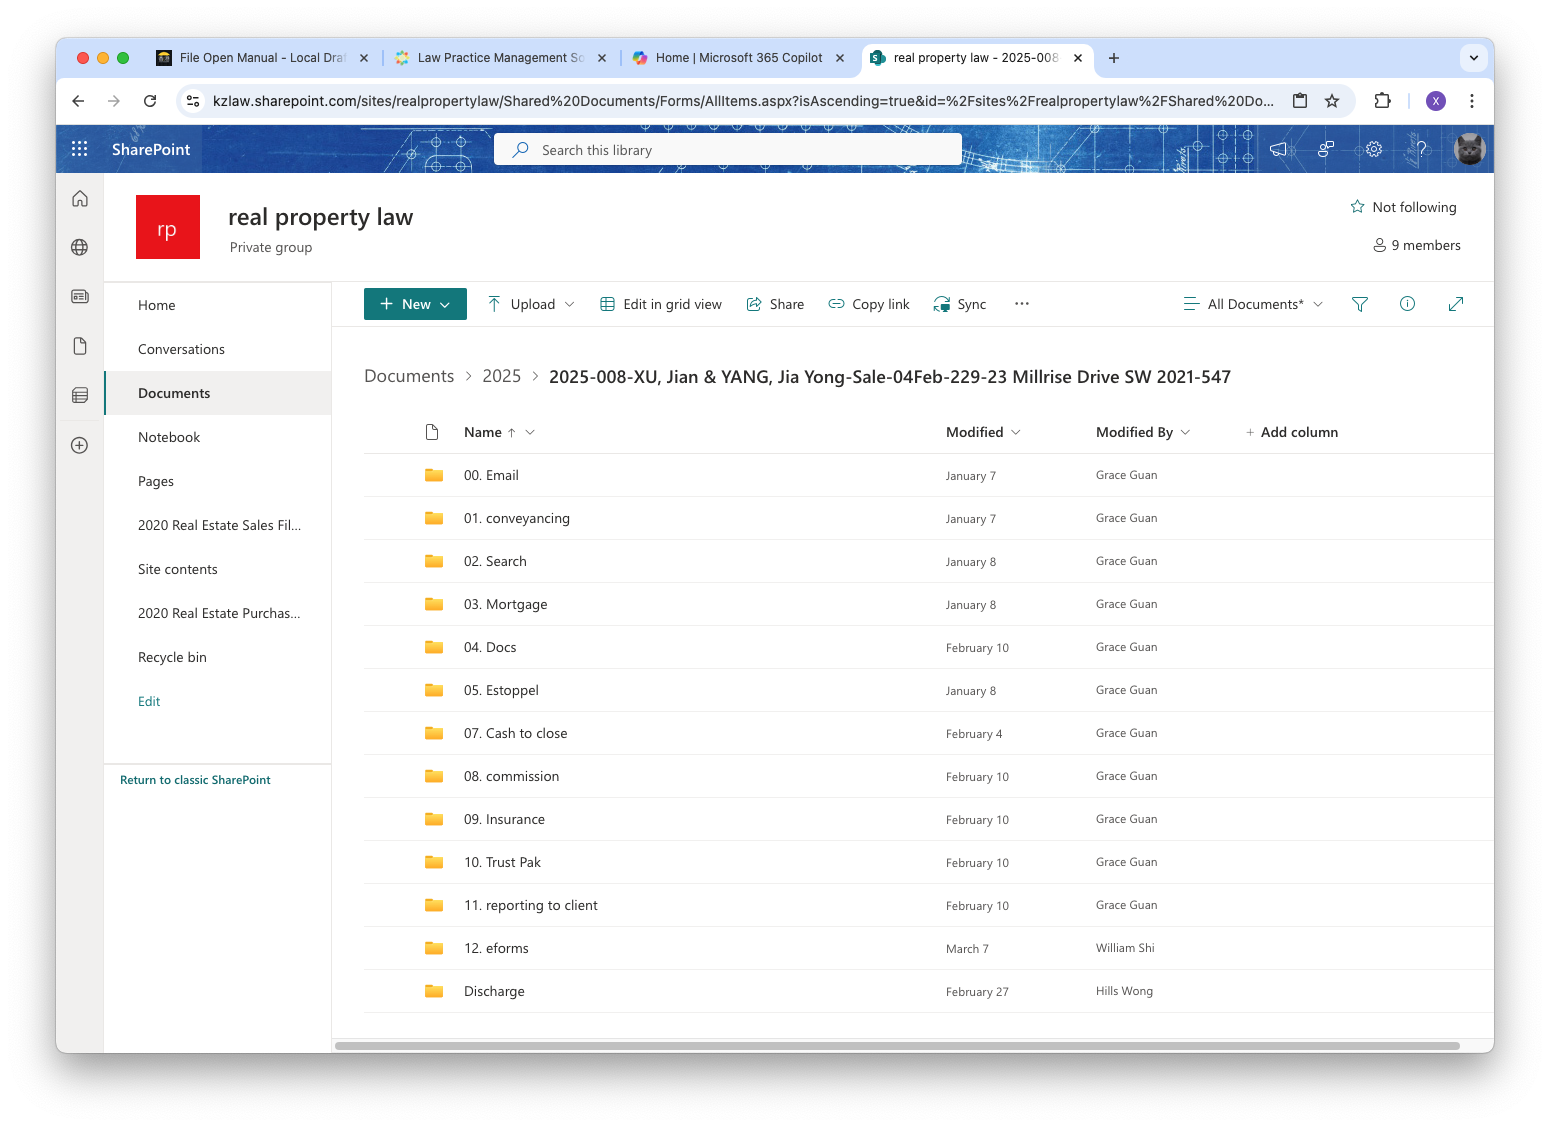 File Open Manual - Local Dra
Law Practice Management So
Home | Microsoft 365 Copilot
real property law - 2025-008
kzlaw.sharepoint.com/sites/realpropertylaw/Shared%20Documents/Forms/AllItems.aspx?isAscending=true&id=%2Fsites%2Frealpropertylaw%2FShared%20Do...
X
SharePoint
Search this library
rp
real property law
Private group
Not following
9 members
Home
Conversations
Documents
Notebook
Pages
2020 Real Estate Sales Fil...
Site contents
2020 Real Estate Purchas...
Recycle bin
Edit
Return to classic SharePoint
+ New
Upload
Edit in grid view
Share
Copy link
Sync
...
All Documents*
Documents > 2025 > 2025-008-XU, Jian & YANG, Jia Yong-Sale-04Feb-229-23 Millrise Drive SW 2021-547
Name ↑ Modified Modified By + Add column
00. Email January 7 Grace Guan
01. conveyancing January 7 Grace Guan
02. Search January 8 Grace Guan
03. Mortgage January 8 Grace Guan
04. Docs February 10 Grace Guan
05. Estoppel January 8 Grace Guan
07. Cash to close February 4 Grace Guan
08. commission February 10 Grace Guan
09. Insurance February 10 Grace Guan
10. Trust Pak February 10 Grace Guan
11. reporting to client February 10 Grace Guan
12. eforms March 7 William Shi
Discharge February 27 Hills Wong